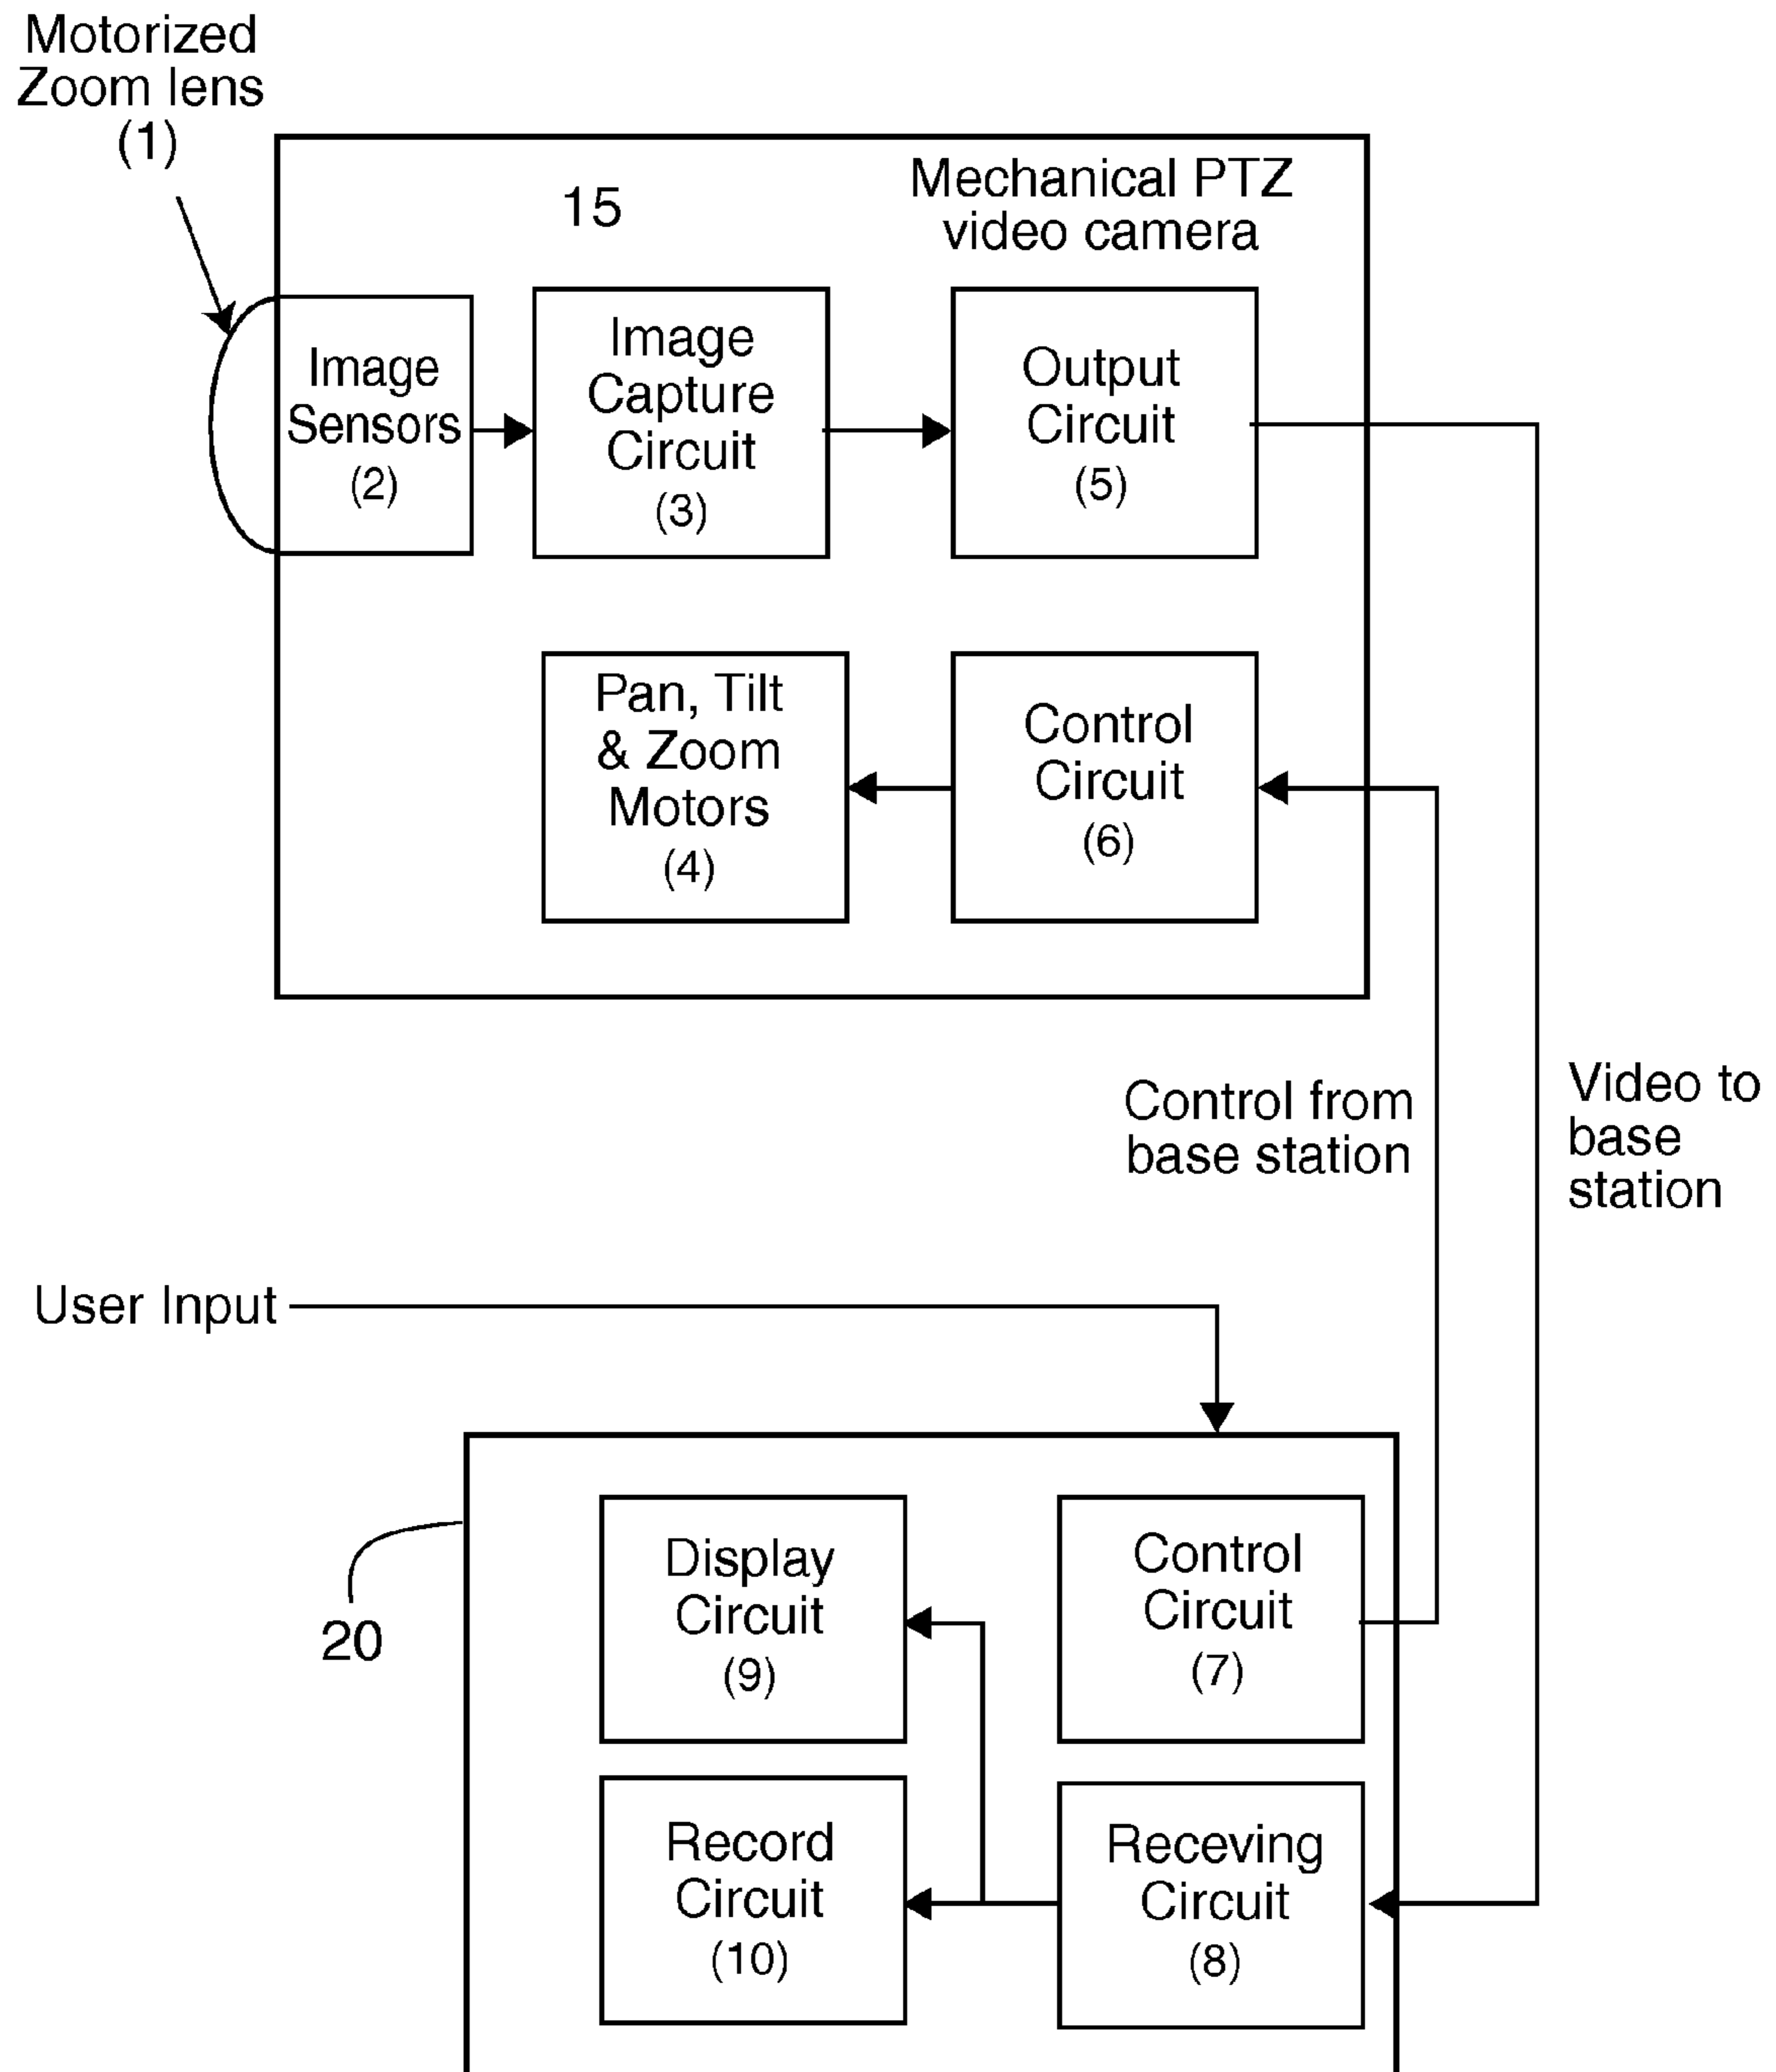 Motorized
Zoom lens
(1)
15
Mechanical PTZ
video camera
Image
Sensors
(2)
Image
Capture
Circuit
(3)
Output
Circuit
(5)
Pan, Tilt
& Zoom
Motors
(4)
Control
Circuit
(6)
Control from
base station
Video to
base
station
User Input
20
Display
Circuit
(9)
Control
Circuit
(7)
Record
Circuit
(10)
Receving
Circuit
(8)